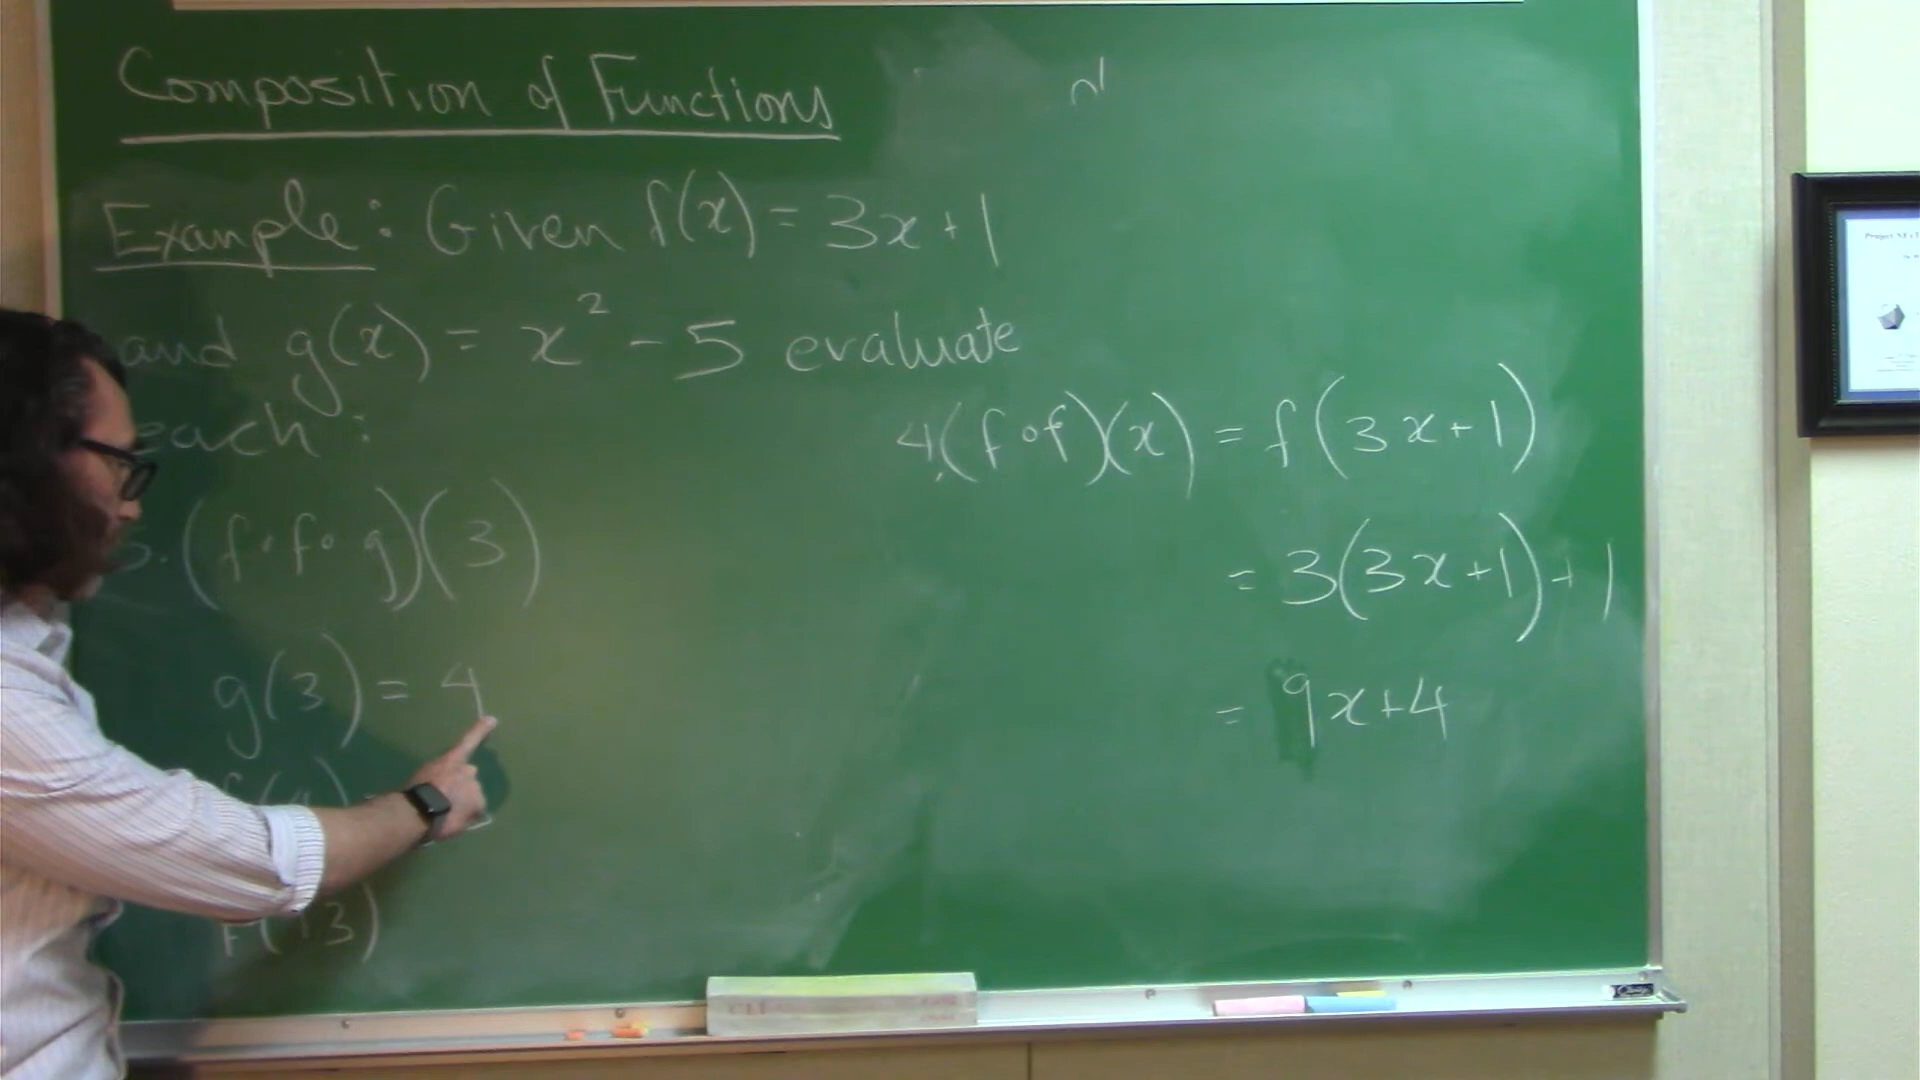 Composition of Functions
Example: Given f(x) = 3x + 1
and g(x) = x² - 5 evaluate
each:
(f∘f∘g)(3)
g(3) = 4
f(4)
f(13)
4.(f∘f)(x) = f(3x+1)
= 3(3x+1)+1
= 9x+4